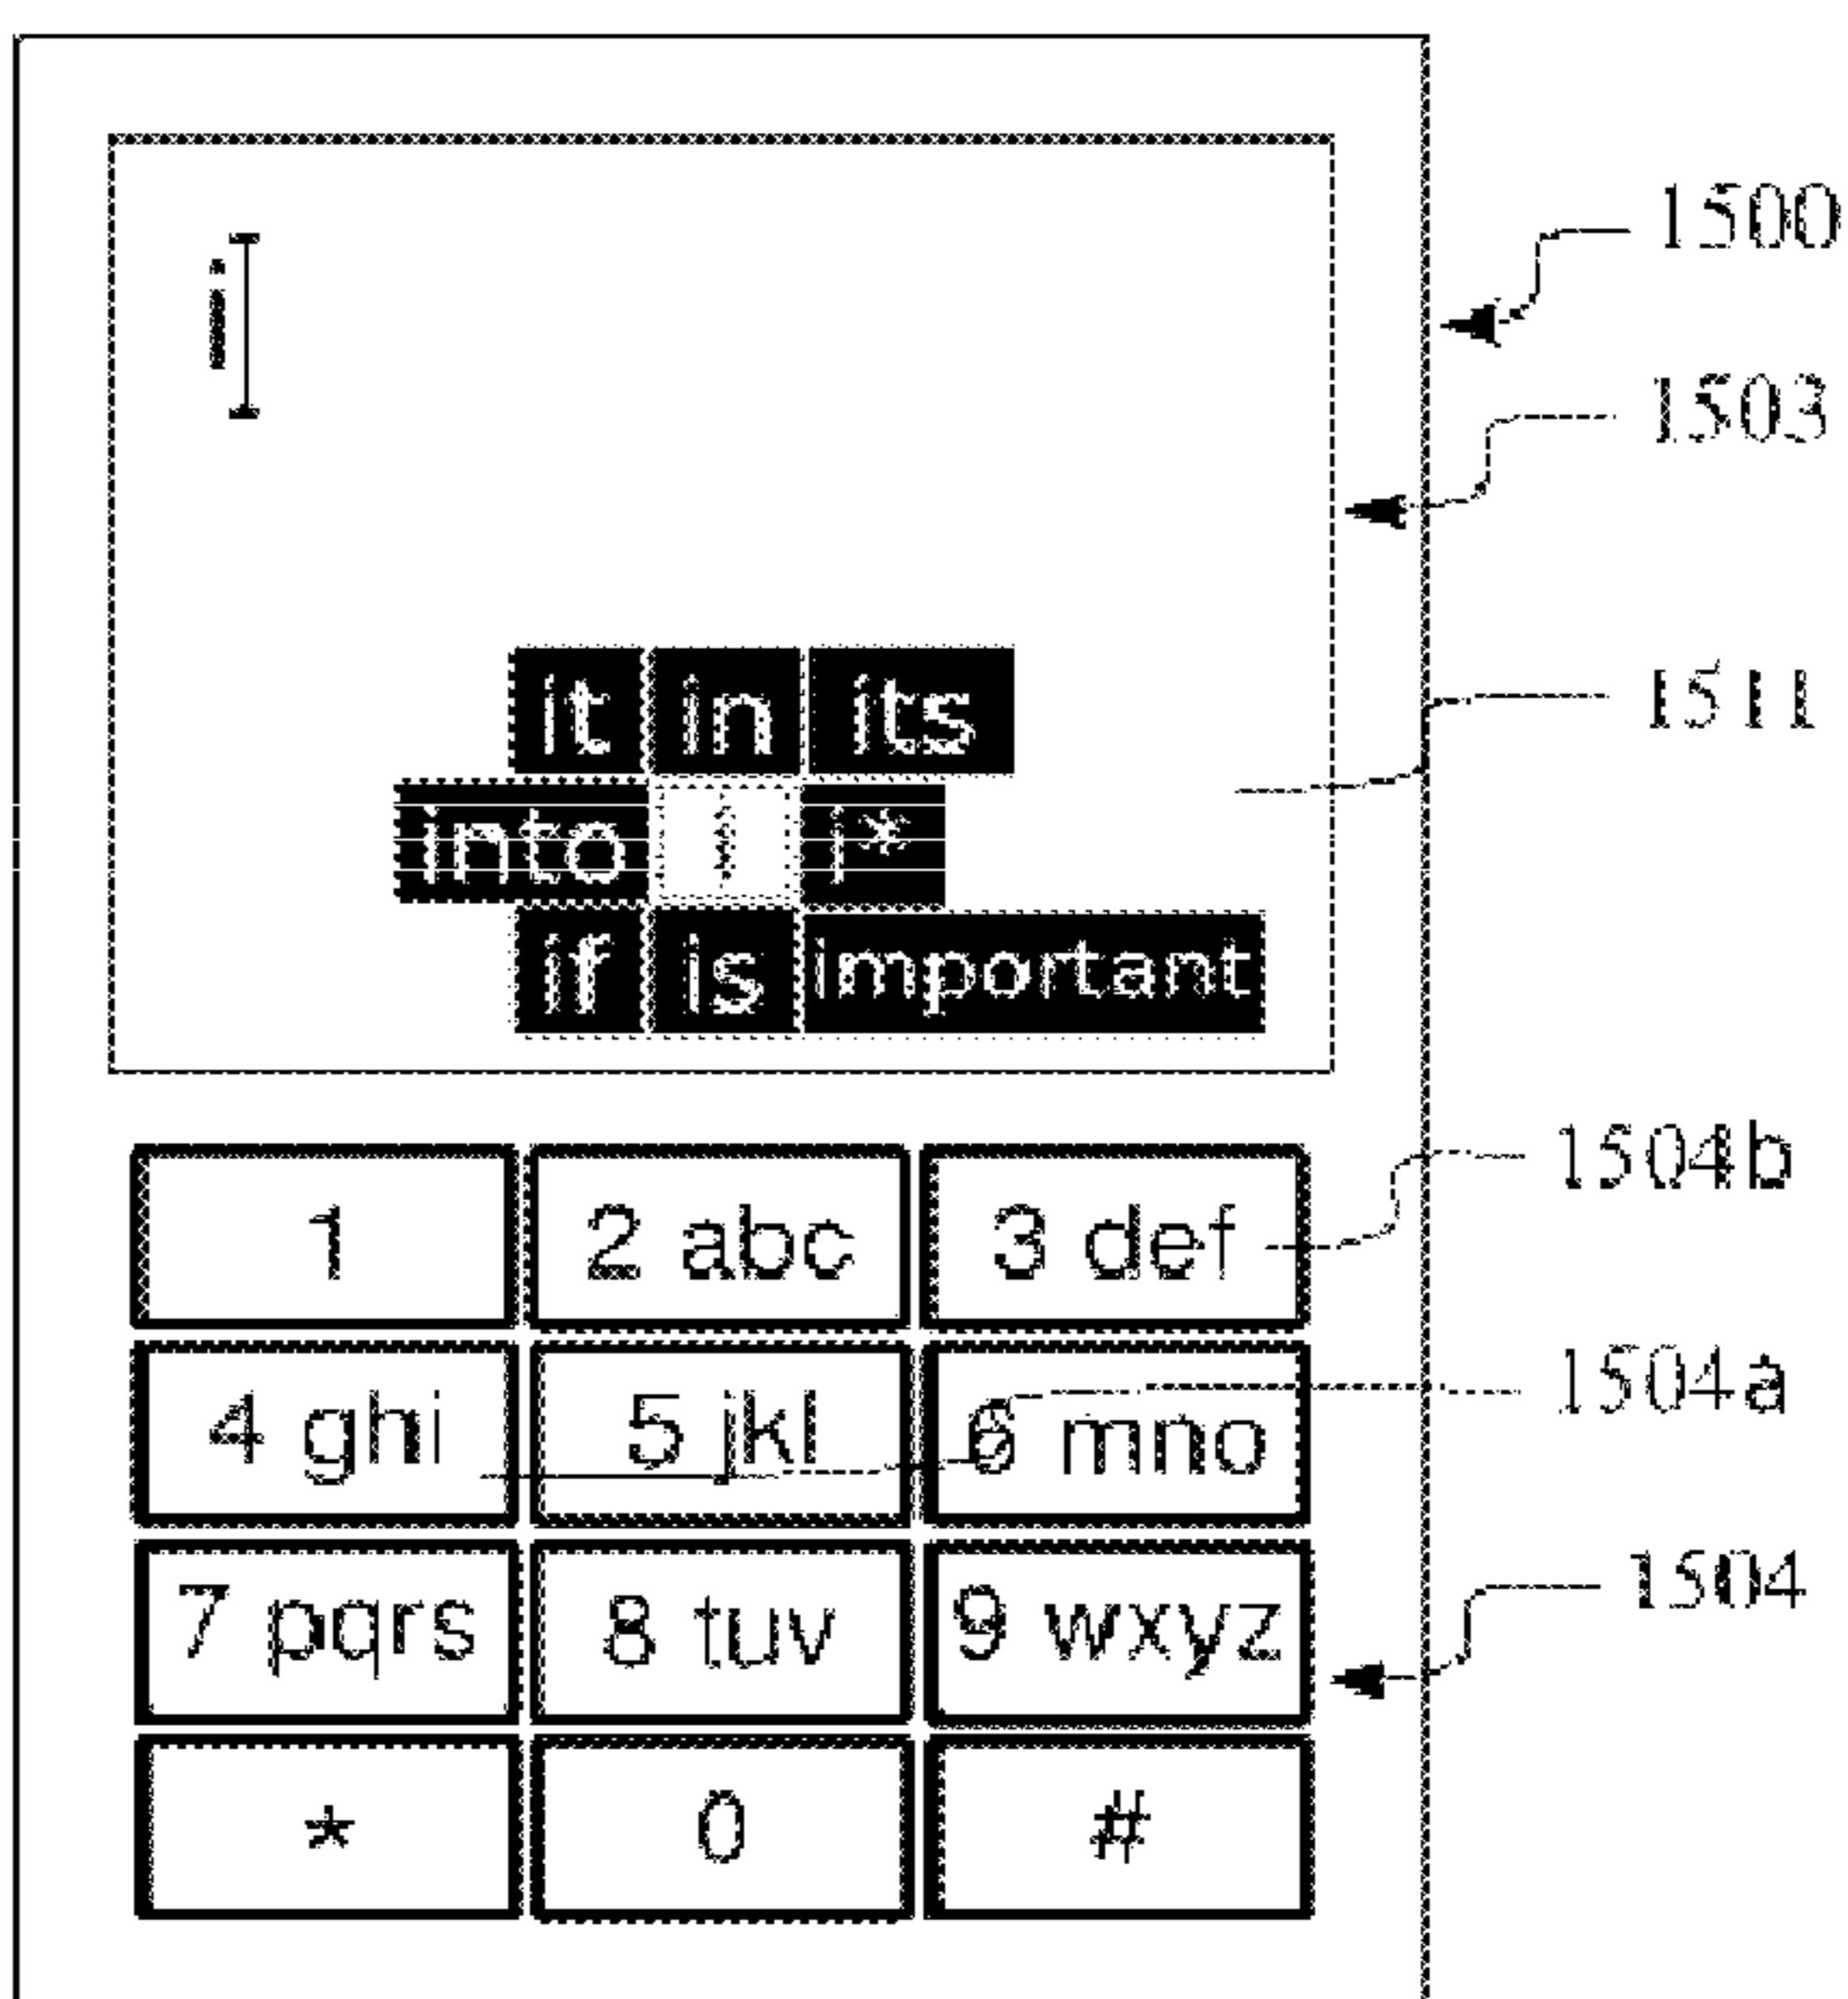 i
1500
1503
it in its
1511
into i i*
if is important
1504b
1 2 abc 3 def
1504a
4 ghi 5 jkl 6 mno
7 pqrs 8 tuv 9 wxyz
1504
* 0 #